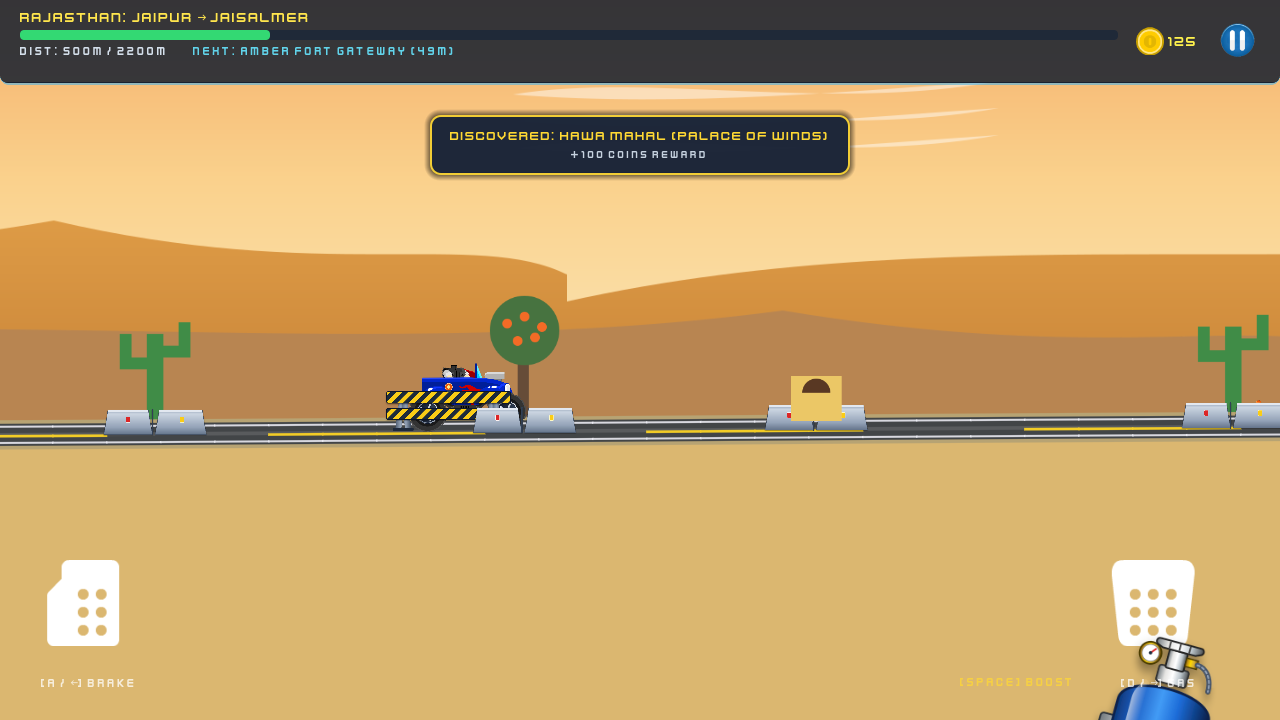 RAJASTHAN: JAIPUR → JAISALMER
DIST: 500M / 2200M NEXT: AMBER FORT GATEWAY (49M)
125
DISCOVERED: HAWA MAHAL (PALACE OF WINDS)
+100 COINS REWARD
[A / ←] BRAKE
[SPACE] BOOST
[D / →] GAS